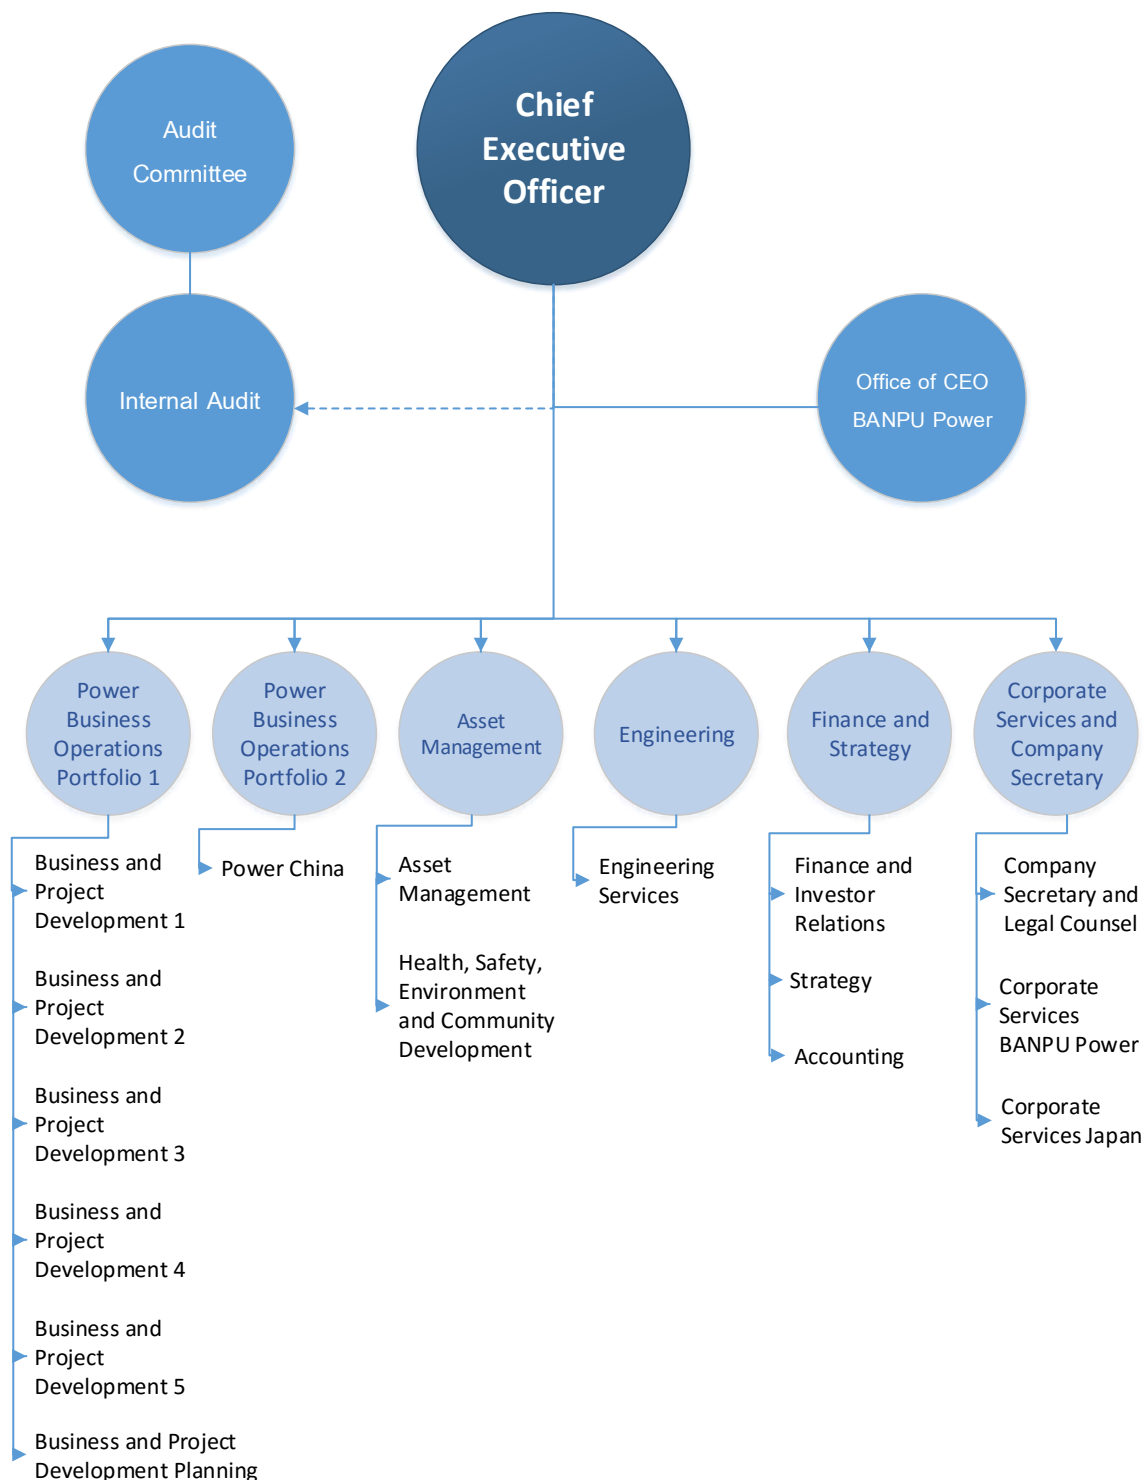 Audit
Committee
Chief
Executive
Officer
Internal Audit
Office of CEO
BANPU Power
Power
Business
Operations
Portfolio 1
Power
Business
Operations
Portfolio 2
Asset
Management
Engineering
Finance and
Strategy
Corporate
Services and
Company
Secretary
Business and
Project
Development 1
Business and
Project
Development 2
Business and
Project
Development 3
Business and
Project
Development 4
Business and
Project
Development 5
Business and Project
Development Planning
Power China
Asset
Management
Health, Safety,
Environment
and Community
Development
Engineering
Services
Finance and
Investor
Relations
Strategy
Accounting
Company
Secretary and
Legal Counsel
Corporate
Services
BANPU Power
Corporate
Services Japan